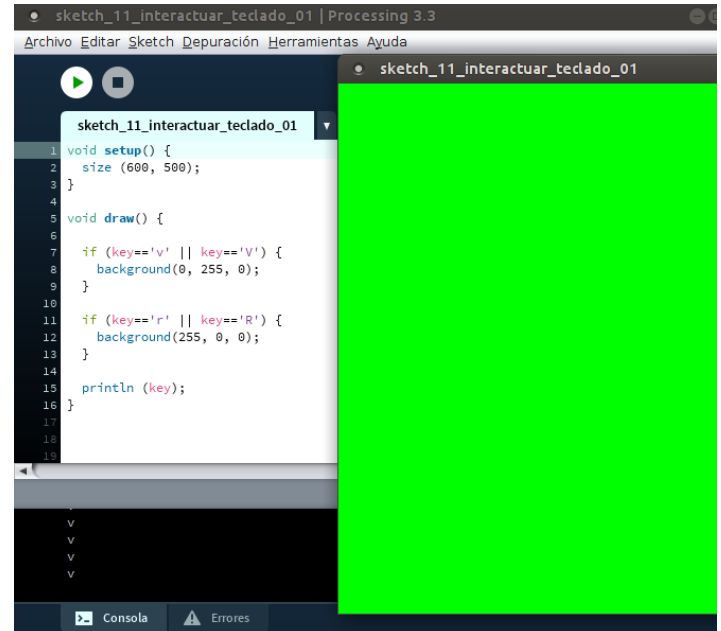 sketch_11_interactuar_teclado_01 | Processing 3.3
Archivo Editar Sketch Depuración Herramientas Ayuda
sketch_11_interactuar_teclado_01
sketch_11_interactuar_teclado_01
1 void setup() {
2 size (600, 500);
3 }
4
5 void draw() {
6
7 if (key=='v' || key=='V') {
8 background(0, 255, 0);
9 }
10
11 if (key=='r' || key=='R') {
12 background(255, 0, 0);
13 }
14
15 println (key);
16 }
17
18
19
v
v
v
v
Consola Errores